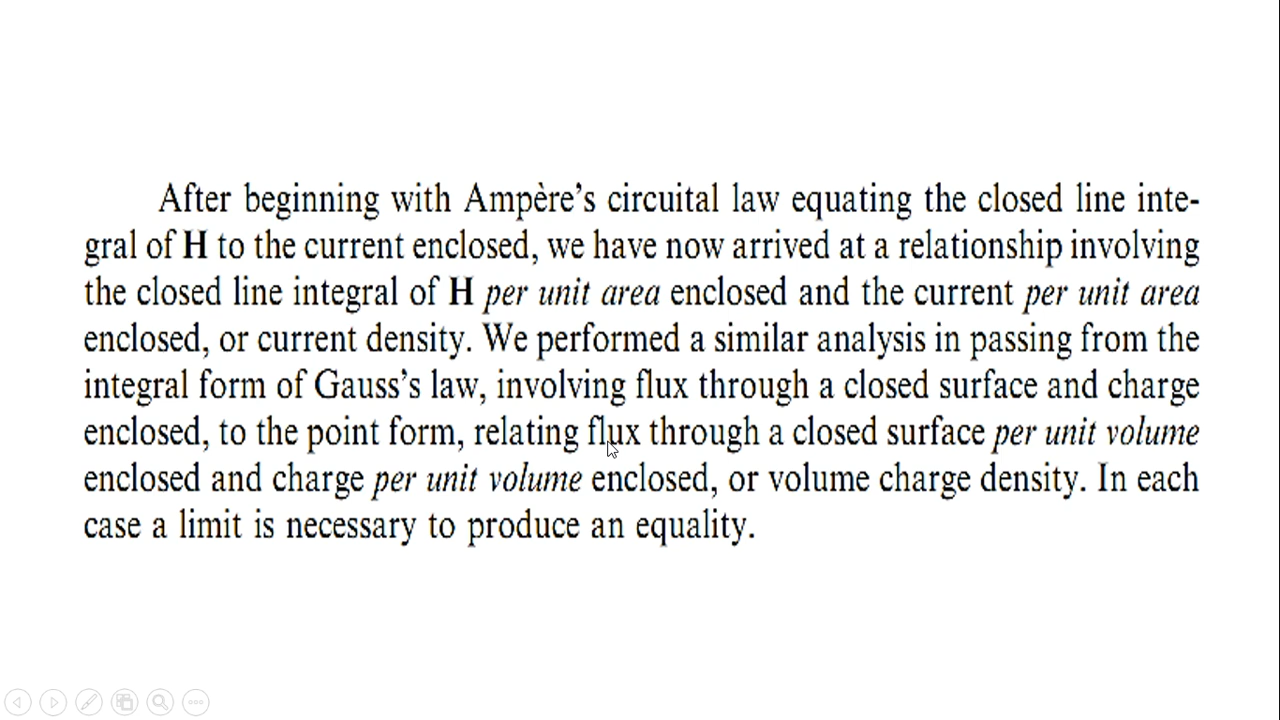 After beginning with Ampère's circuital law equating the closed line inte-
gral of H to the current enclosed, we have now arrived at a relationship involving
the closed line integral of H per unit area enclosed and the current per unit area
enclosed, or current density. We performed a similar analysis in passing from the
integral form of Gauss's law, involving flux through a closed surface and charge
enclosed, to the point form, relating flux through a closed surface per unit volume
enclosed and charge per unit volume enclosed, or volume charge density. In each
case a limit is necessary to produce an equality.